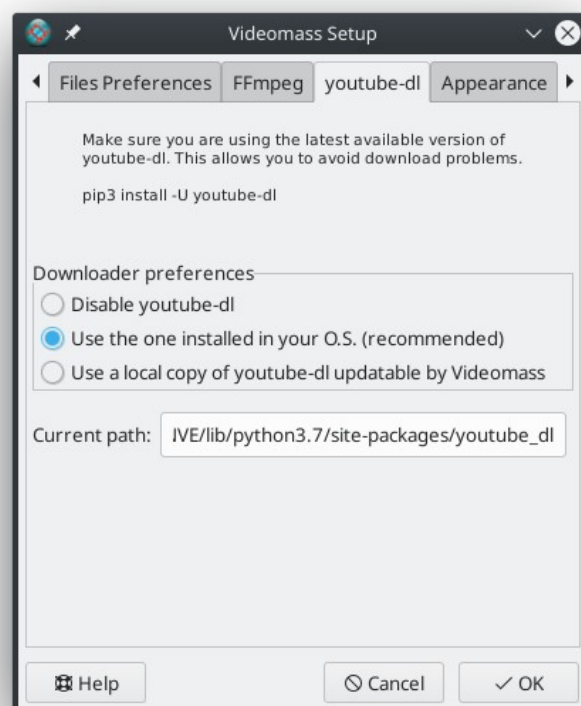 Videomass Setup
Files Preferences FFmpeg youtube-dl Appearance
Make sure you are using the latest available version of
youtube-dl. This allows you to avoid download problems.
pip3 install -U youtube-dl
Downloader preferences
Disable youtube-dl
Use the one installed in your O.S. (recommended)
Use a local copy of youtube-dl updatable by Videomass
Current path: IVE/lib/python3.7/site-packages/youtube_dl
Help Cancel OK